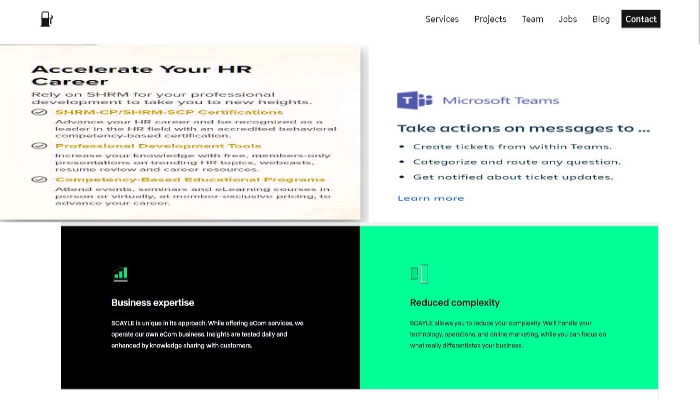 Services Projects Team Jobs Blog Contact
Accelerate Your HR
Career
Rely on SHRM for your professional
development to take you to new heights.
SHRM-CP/SHRM-SCP Certifications
Advance your HR career and be recognized as a
leader in the HR field with an accredited behavioral
competency-based certification.
Professional Development Tools
Increase your knowledge with free, members-only
presentations on trending HR topics, webcasts,
resume review and career resources.
Competency-Based Educational Programs
Attend events, seminars and eLearning courses in
person or virtually, at member-exclusive pricing, to
advance your career.
Microsoft Teams
Take actions on messages to ...
• Create tickets from within Teams.
• Categorize and route any question.
• Get notified about ticket updates.
Learn more
Business expertise
SCAYLE is unique in its approach. While offering eCom services, we
operate our own eCom business. Insights are tested daily and
enhanced by knowledge sharing with customers.
Reduced complexity
SCAYLE allows you to reduce your complexity. We'll handle your
technology, operations, and online marketing, while you can focus on
what really differentiates your business.